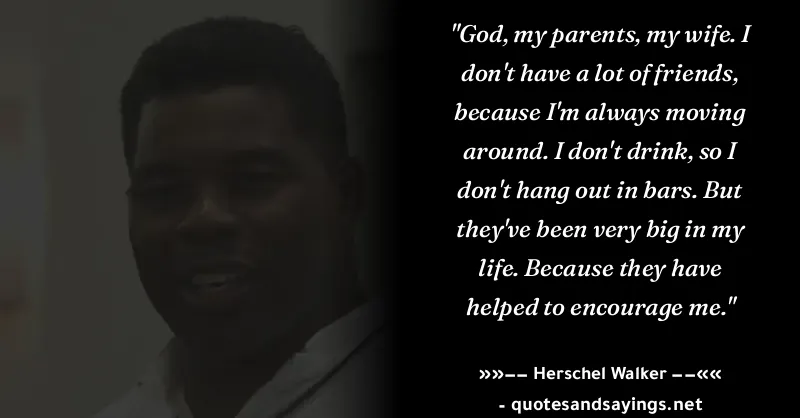 "God, my parents, my wife. I
don't have a lot of friends,
because I'm always moving
around. I don't drink, so I
don't hang out in bars. But
they've been very big in my
life. Because they have
helped to encourage me."
»»−− Herschel Walker −−««
- quotesandsayings.net